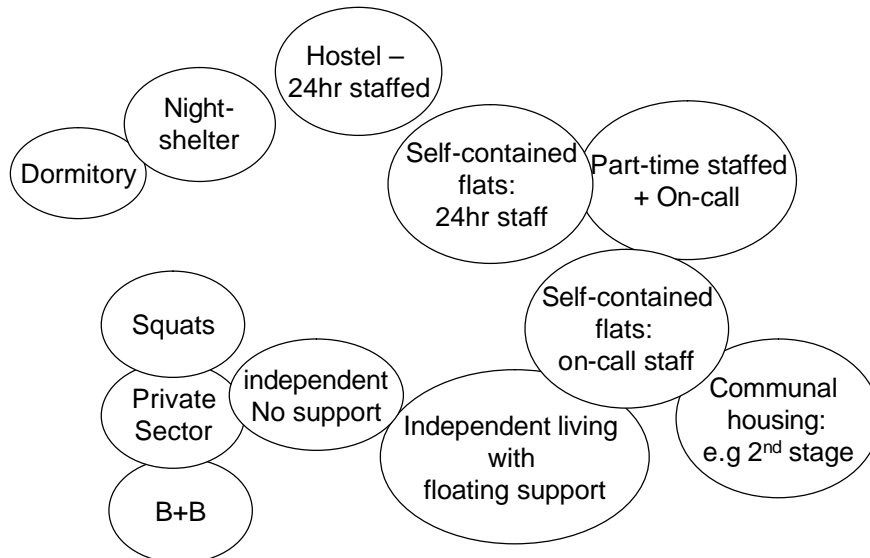 Hostel –
24hr staffed
Night-
shelter
Dormitory
Self-contained
flats:
24hr staff
Part-time staffed
+ On-call
Self-contained
flats:
on-call staff
Squats
Private
Sector
B+B
independent
No support
Independent living
with
floating support
Communal
housing:
e.g 2nd stage